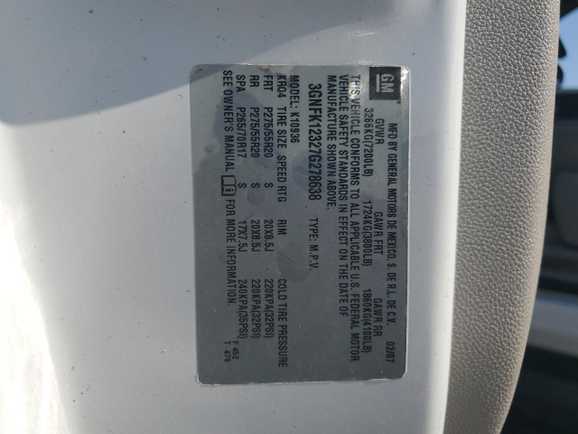 GM
MFD BY GENERAL MOTORS DE MEXICO, S. DE R.L. DE C.V. 02/07
GVWR GAWR FRT GAWR RR
3266KG(7200LB) 1724KG(3800LB) 1860KG(4100LB)
THIS VEHICLE CONFORMS TO ALL APPLICABLE U.S. FEDERAL MOTOR
VEHICLE SAFETY STANDARDS IN EFFECT ON THE DATE OF
MANUFACTURE SHOWN ABOVE.
3GNFK12327G278638 TYPE: M.P.V.
MODEL: K10936
KR04 TIRE SIZE SPEED RTG RIM COLD TIRE PRESSURE
FRT P275/55R20 S 20X8.5J 220KPA(32PSI)
RR P275/55R20 S 20X8.5J 220KPA(32PSI)
SPA P265/70R17 S 17X7.5J 240KPA(35PSI)
SEE OWNER'S MANUAL FOR MORE INFORMATION.